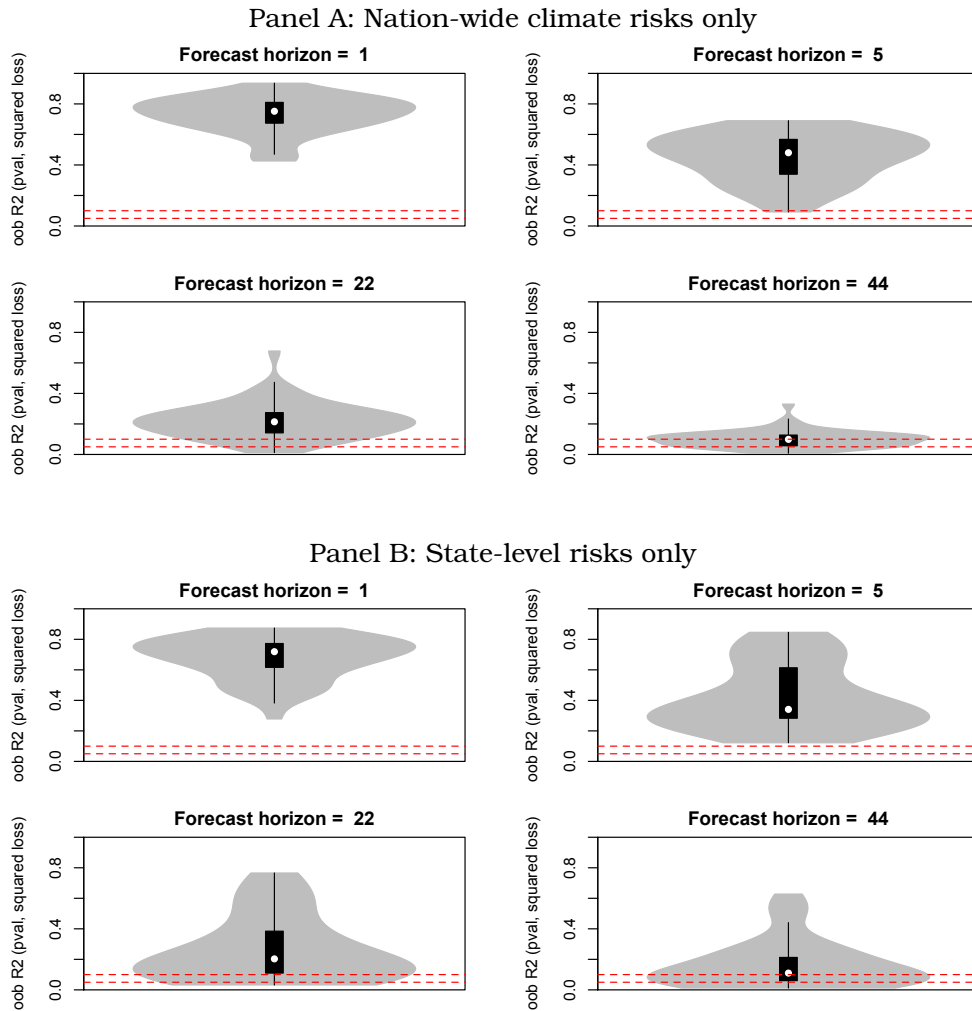 Panel A: Nation-wide climate risks only
Forecast horizon = 1
oob R2 (pval, squared loss)
0.8
0.4
0.0
Forecast horizon = 5
oob R2 (pval, squared loss)
0.8
0.4
0.0
Forecast horizon = 22
oob R2 (pval, squared loss)
0.8
0.4
0.0
Forecast horizon = 44
oob R2 (pval, squared loss)
0.8
0.4
0.0
Panel B: State-level risks only
Forecast horizon = 1
oob R2 (pval, squared loss)
0.8
0.4
0.0
Forecast horizon = 5
oob R2 (pval, squared loss)
0.8
0.4
0.0
Forecast horizon = 22
oob R2 (pval, squared loss)
0.8
0.4
0.0
Forecast horizon = 44
oob R2 (pval, squared loss)
0.8
0.4
0.0